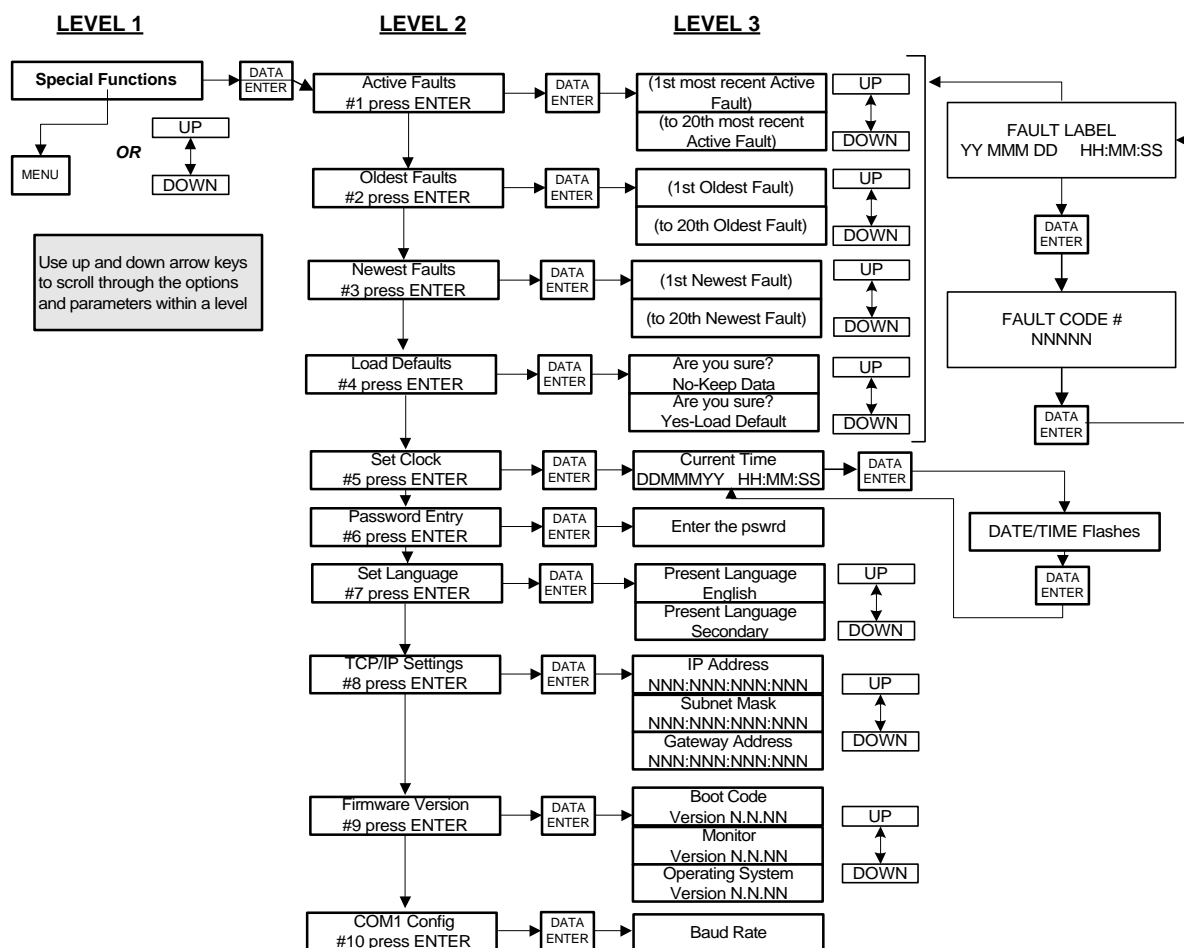 LEVEL 1
LEVEL 2
LEVEL 3
Special Functions
DATA
ENTER
MENU
OR
UP
DOWN
Use up and down arrow keys
to scroll through the options
and parameters within a level
Active Faults
#1 press ENTER
DATA
ENTER
(1st most recent Active
Fault)
(to 20th most recent
Active Fault)
UP
DOWN
Oldest Faults
#2 press ENTER
DATA
ENTER
(1st Oldest Fault)
(to 20th Oldest Fault)
UP
DOWN
Newest Faults
#3 press ENTER
DATA
ENTER
(1st Newest Fault)
(to 20th Newest Fault)
UP
DOWN
Load Defaults
#4 press ENTER
DATA
ENTER
Are you sure?
No-Keep Data
Are you sure?
Yes-Load Default
UP
DOWN
FAULT LABEL
YY MMM DD HH:MM:SS
DATA
ENTER
FAULT CODE #
NNNNN
DATA
ENTER
Set Clock
#5 press ENTER
DATA
ENTER
Current Time
DDMMMYY HH:MM:SS
DATA
ENTER
DATE/TIME Flashes
DATA
ENTER
Password Entry
#6 press ENTER
DATA
ENTER
Enter the pswrd
Set Language
#7 press ENTER
DATA
ENTER
Present Language
English
Present Language
Secondary
UP
DOWN
TCP/IP Settings
#8 press ENTER
DATA
ENTER
IP Address
NNN:NNN:NNN:NNN
Subnet Mask
NNN:NNN:NNN:NNN
Gateway Address
NNN:NNN:NNN:NNN
UP
DOWN
Firmware Version
#9 press ENTER
DATA
ENTER
Boot Code
Version N.N.NN
Monitor
Version N.N.NN
Operating System
Version N.N.NN
UP
DOWN
COM1 Config
#10 press ENTER
DATA
ENTER
Baud Rate